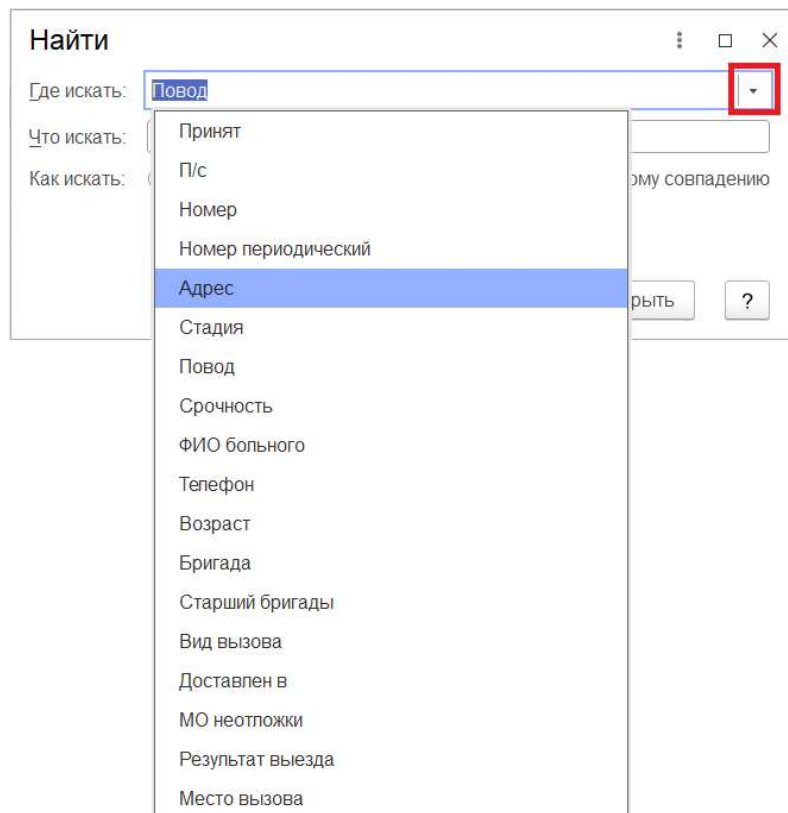 Найти
Где искать: Повод
Что искать:
Как искать: ому совпадению
рыть ?
Принят
П/с
Номер
Номер периодический
Адрес
Стадия
Повод
Срочность
ФИО больного
Телефон
Возраст
Бригада
Старший бригады
Вид вызова
Доставлен в
МО неотложки
Результат выезда
Место вызова